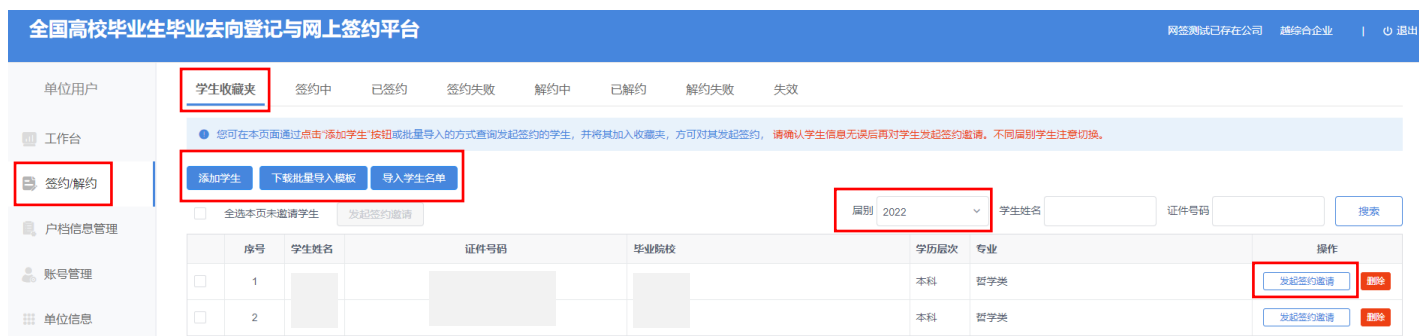 全国高校毕业生毕业去向登记与网上签约平台
网签测试已存在公司 越综合企业 | 退出
单位用户
工作台
签约/解约
户档信息管理
账号管理
单位信息
学生收藏夹 签约中 已签约 签约失败 解约中 已解约 解约失败 失效
您可在本页面通过点击“添加学生”按钮或批量导入的方式查询发起签约的学生，并将其加入收藏夹，方可对其发起签约，请确认学生信息无误后再对学生发起签约邀请。不同届别学生注意切换。
添加学生 下载批量导入模板 导入学生名单
全选本页未邀请学生 发起签约邀请 届别 2022 学生姓名 证件号码 搜索
序号 学生姓名 证件号码 毕业院校 学历层次 专业 操作
1 本科 哲学类 发起签约邀请 删除
2 本科 哲学类 发起签约邀请 删除